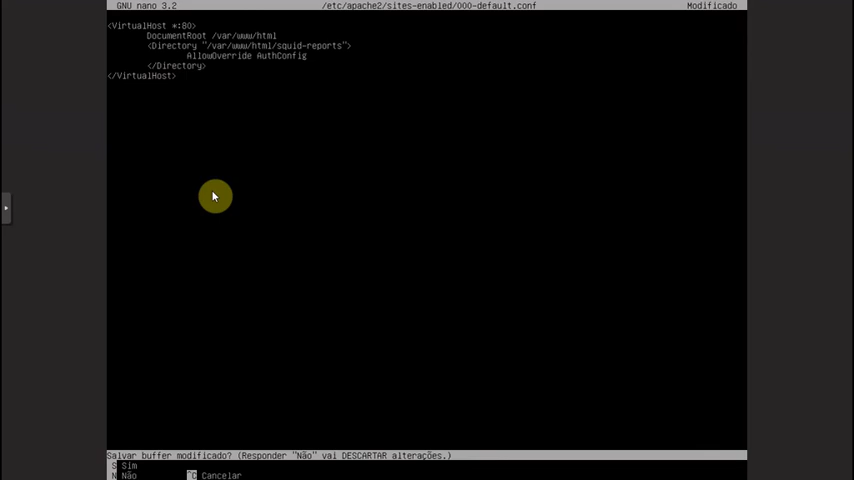 GNU nano 3.2 /etc/apache2/sites-enabled/000-default.conf Modificado
<VirtualHost *:80>
DocumentRoot /var/www/html
<Directory "/var/www/html/squid-reports">
AllowOverride AuthConfig
</Directory>
</VirtualHost>
Salvar buffer modificado? (Responder "Não" vai DESCARTAR alterações.)
S Sim
N Não ^C Cancelar